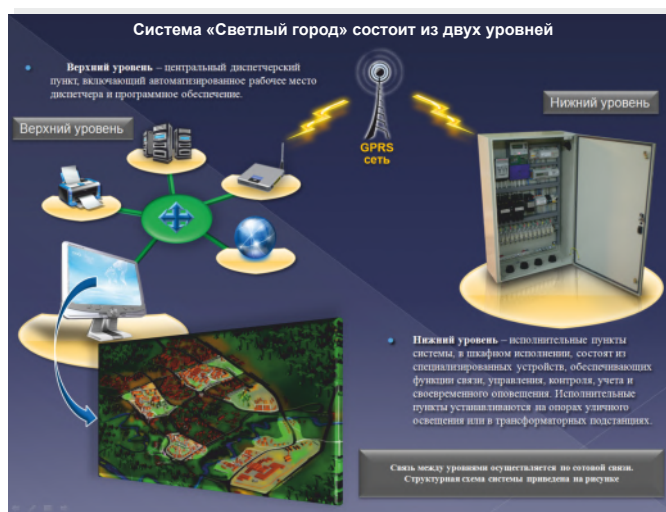 Система «Светлый город» состоит из двух уровней
Верхний уровень – центральный диспетчерский
пункт, включающий автоматизированное рабочее место
диспетчера и программное обеспечение.
Верхний уровень
GPRS
сеть
Нижний уровень
Нижний уровень – исполнительные пункты
системы, в шкафном исполнении, состоят из
специализированных устройств, обеспечивающих
функции связи, управления, контроля, учета и
своевременного оповещения. Исполнительные
пункты устанавливаются на опорах уличного
освещения или в трансформаторных подстанциях.
Связь между уровнями осуществляется по сотовой связи.
Структурная схема системы приведена на рисунке